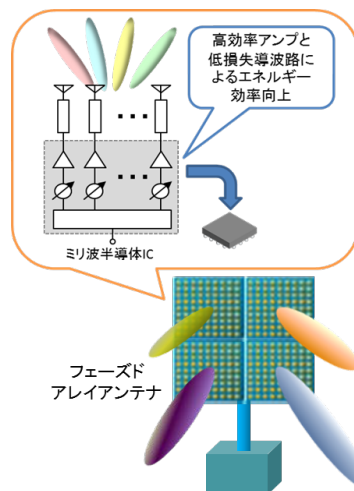 高効率アンプと
低損失導波路
によるエネルギー
効率向上
ミリ波半導体IC
フェーズド
アレイアンテナ